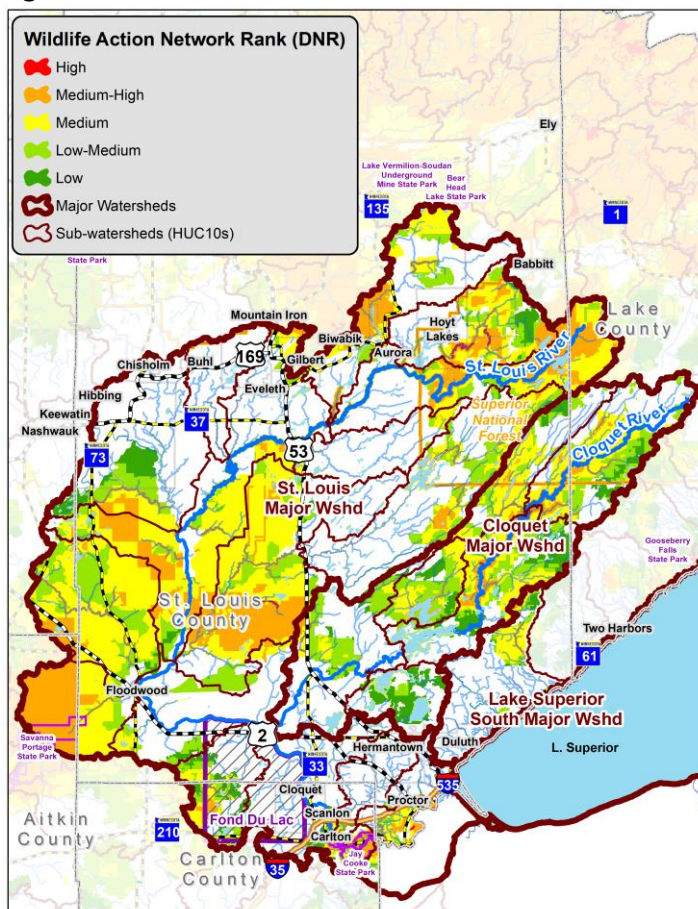 Wildlife Action Network Rank (DNR)
High
Medium-High
Medium
Low-Medium
Low
Major Watersheds
Sub-watersheds (HUC10s)
State Park
Ely
Lake Vermilion-Soudan
Underground
Mine State Park
Bear
Head
Lake State Park
135
1
Babbitt
Lake
County
Mountain Iron
Biwabik
Hoyt
Lakes
Aurora
Gilbert
169
Buhl
Chisholm
Eveleth
St. Louis River
Hibbing
Keewatin
Nashwauk
37
Superior
National
Forest
Cloquet River
53
73
St. Louis
Major Wshd
Cloquet
Major Wshd
Gooseberry
Falls
State Park
St. Louis
County
Two Harbors
61
Floodwood
Lake Superior
South Major Wshd
Savanna
Portage
State Park
2
Hermantown
Duluth
L. Superior
33
535
Cloquet
Proctor
Scanlon
Aitkin
County
210
Fond Du Lac
Carlton
Carlton
County
Jay
Cooke
State Park
35